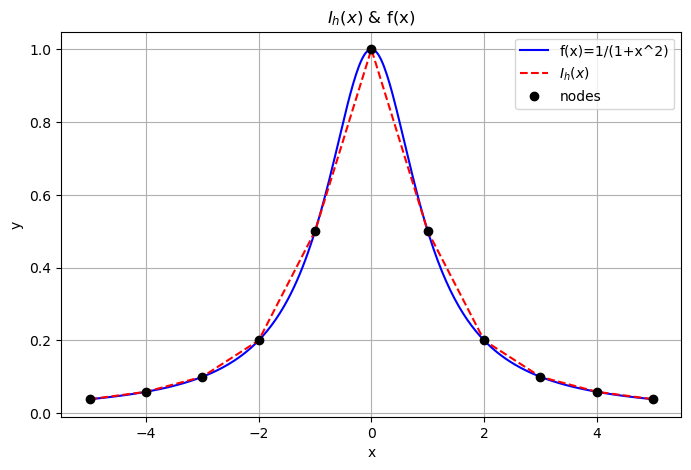 I_h(x) & f(x)
f(x)=1/(1+x^2)
I_h(x)
nodes
y
1.0
0.8
0.6
0.4
0.2
0.0
−4
−2
0
2
4
x